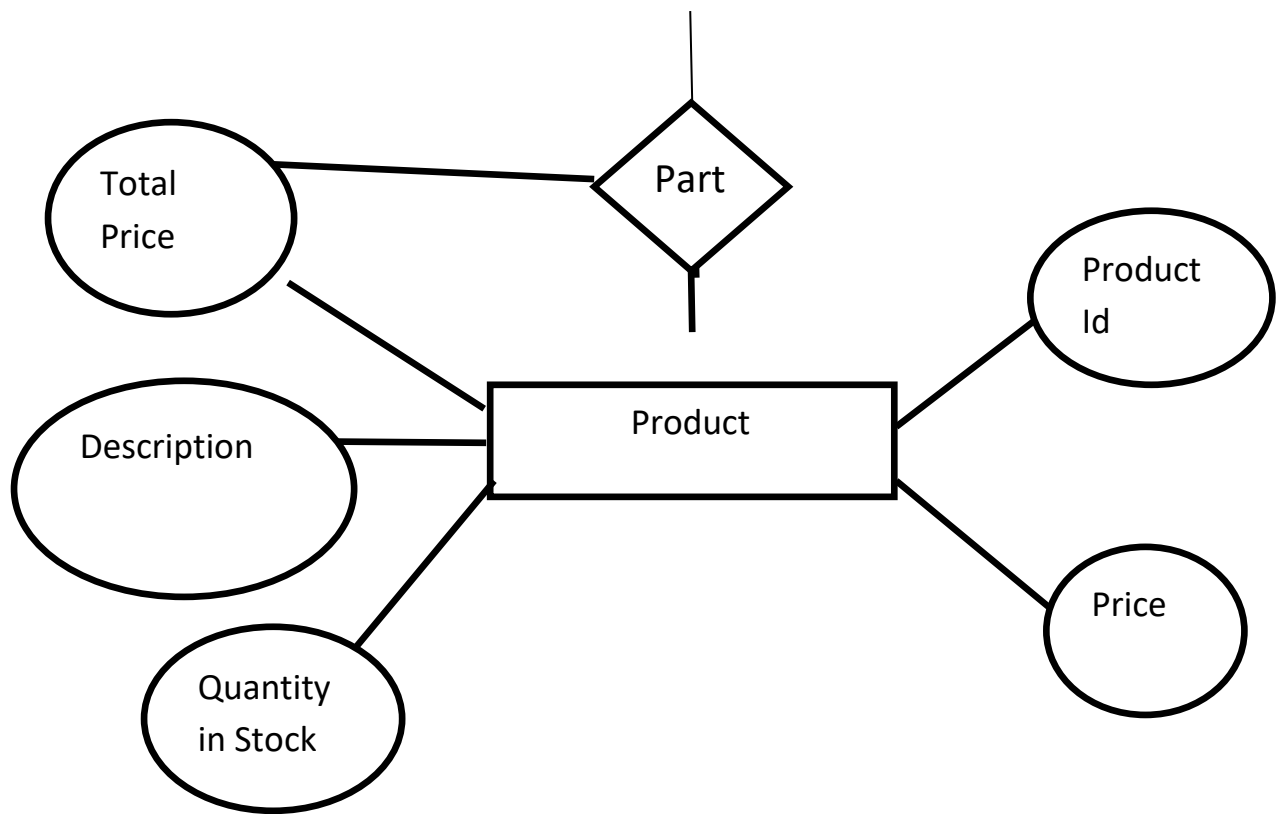 Part
Total
Price
Product
Id
Product
Description
Price
Quantity
in Stock